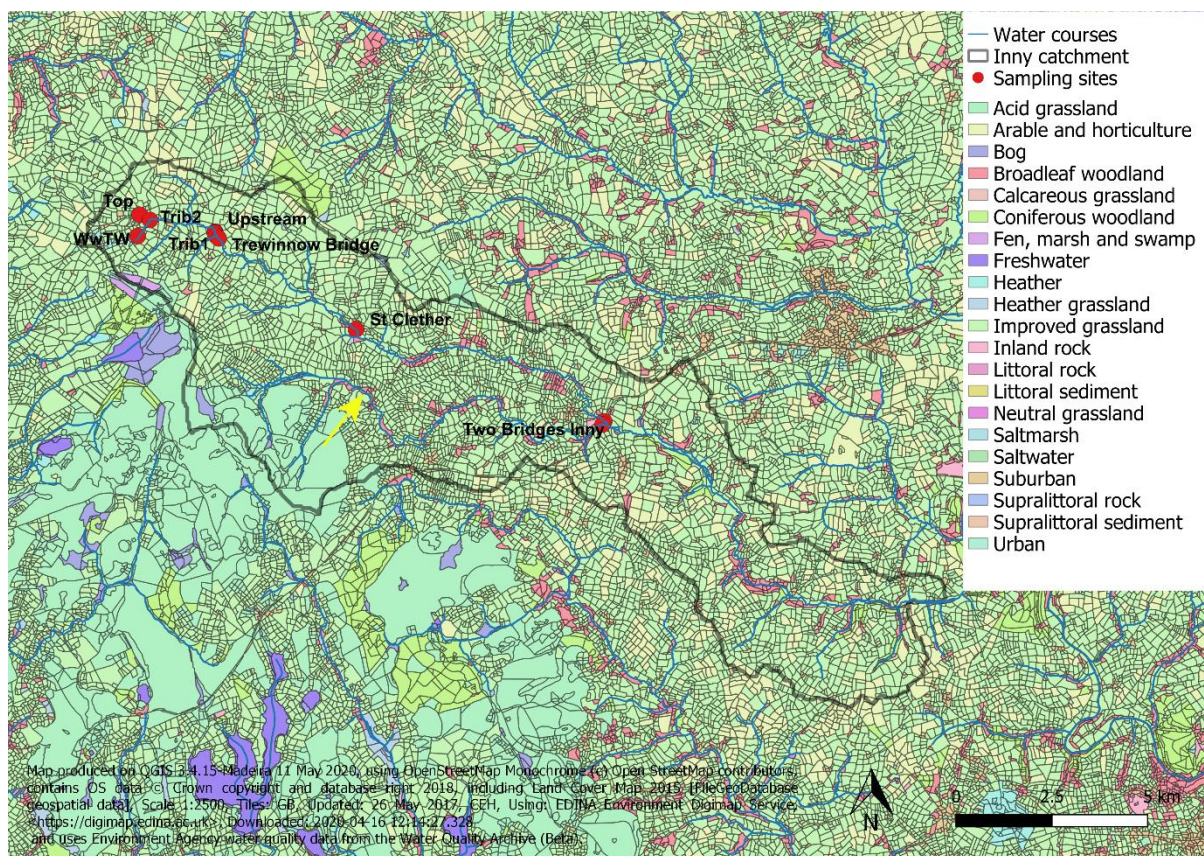 Water courses
Inny catchment
Sampling sites
Acid grassland
Arable and horticulture
Bog
Broadleaf woodland
Calcareous grassland
Coniferous woodland
Fen, marsh and swamp
Freshwater
Heather
Heather grassland
Improved grassland
Inland rock
Littoral rock
Littoral sediment
Neutral grassland
Saltmarsh
Saltwater
Suburban
Supralittoral rock
Supralittoral sediment
Urban
Top
Trib2
Upstream
WwTW
Trib1
Trewinnow Bridge
St Clether
Two Bridges Inny
Map produced on QGIS 3.4.15-Madeira 11 May 2020, using OpenStreetMap Monochrome (c) Open StreetMap contributors,
contains OS data © Crown copyright and database right 2018, including Land Cover Map 2015 [FileGeoDatabase
geospatial data], Scale 1:2500, Tiles: GB, Updated: 26 May 2017, CEH, Using: EDINA Environment Digimap Service,
<https://digimap.edina.ac.uk>, Downloaded: 2020-04-16 12:14:27.328
and uses Environment Agency water quality data from the Water Quality Archive (Beta).
N
0 2.5 5 km